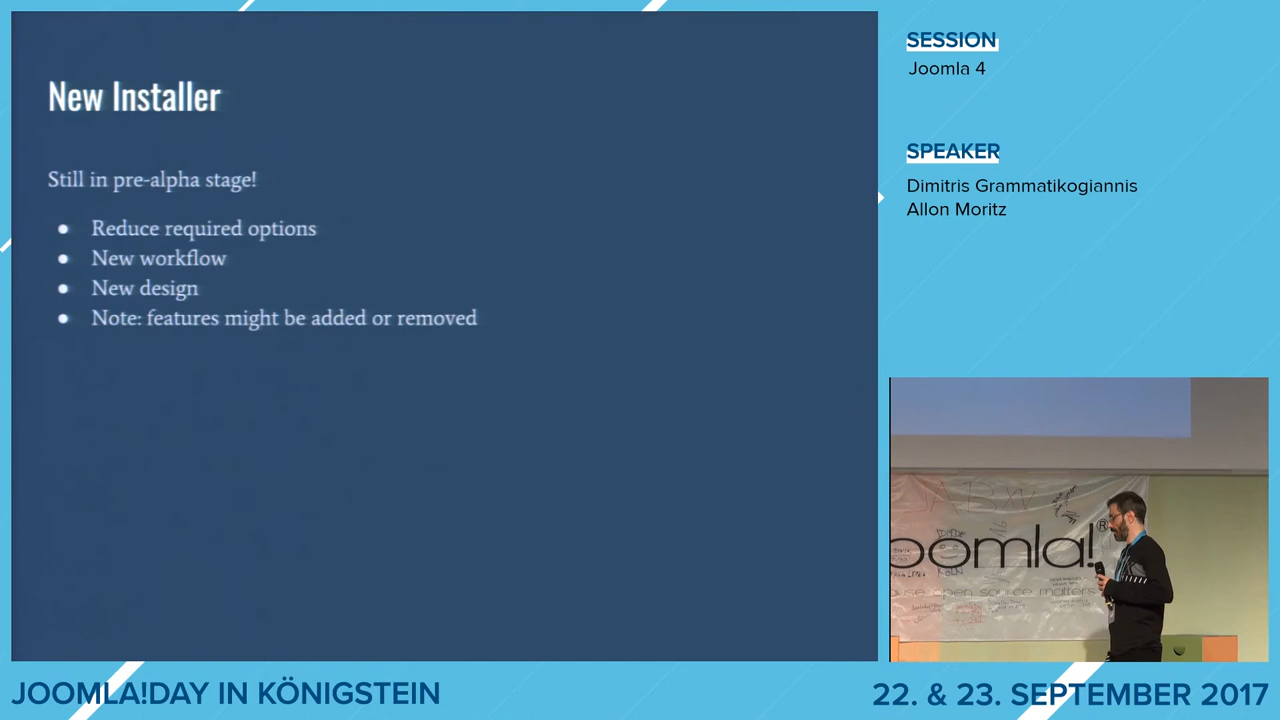 New Installer
Still in pre-alpha stage!
● Reduce required options
● New workflow
● New design
● Note: features might be added or removed
SESSION
Joomla 4
SPEAKER
Dimitris Grammatikogiannis
Allon Moritz
oomla!®
open source matters
JOOMLA!DAY IN KÖNIGSTEIN
22. & 23. SEPTEMBER 2017